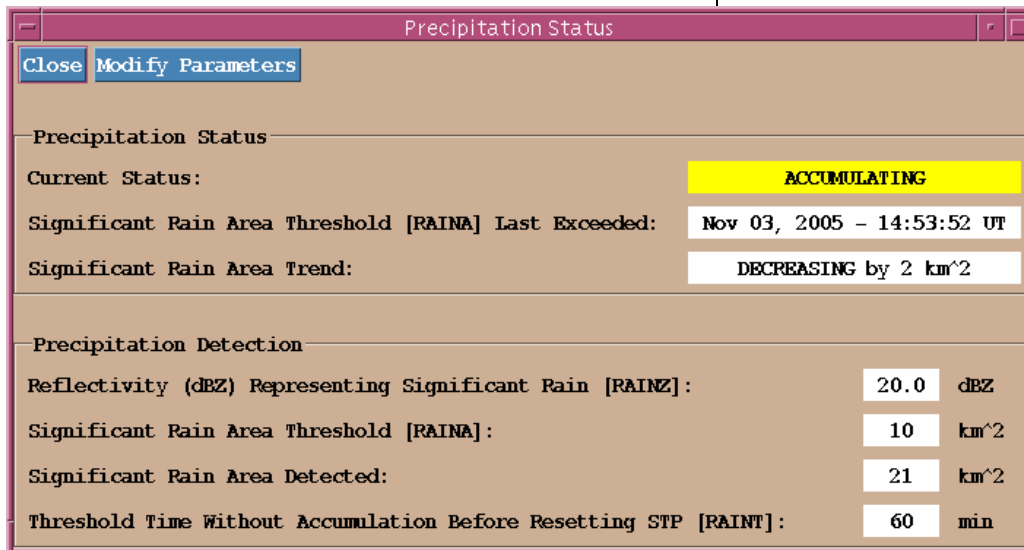 Precipitation Status
Close Modify Parameters
Precipitation Status
Current Status: ACCUMULATING
Significant Rain Area Threshold [RAINA] Last Exceeded: Nov 03, 2005 - 14:53:52 UT
Significant Rain Area Trend: DECREASING by 2 km^2
Precipitation Detection
Reflectivity (dBZ) Representing Significant Rain [RAINZ]: 20.0 dBZ
Significant Rain Area Threshold [RAINA]: 10 km^2
Significant Rain Area Detected: 21 km^2
Threshold Time Without Accumulation Before Resetting STP [RAINT]: 60 min